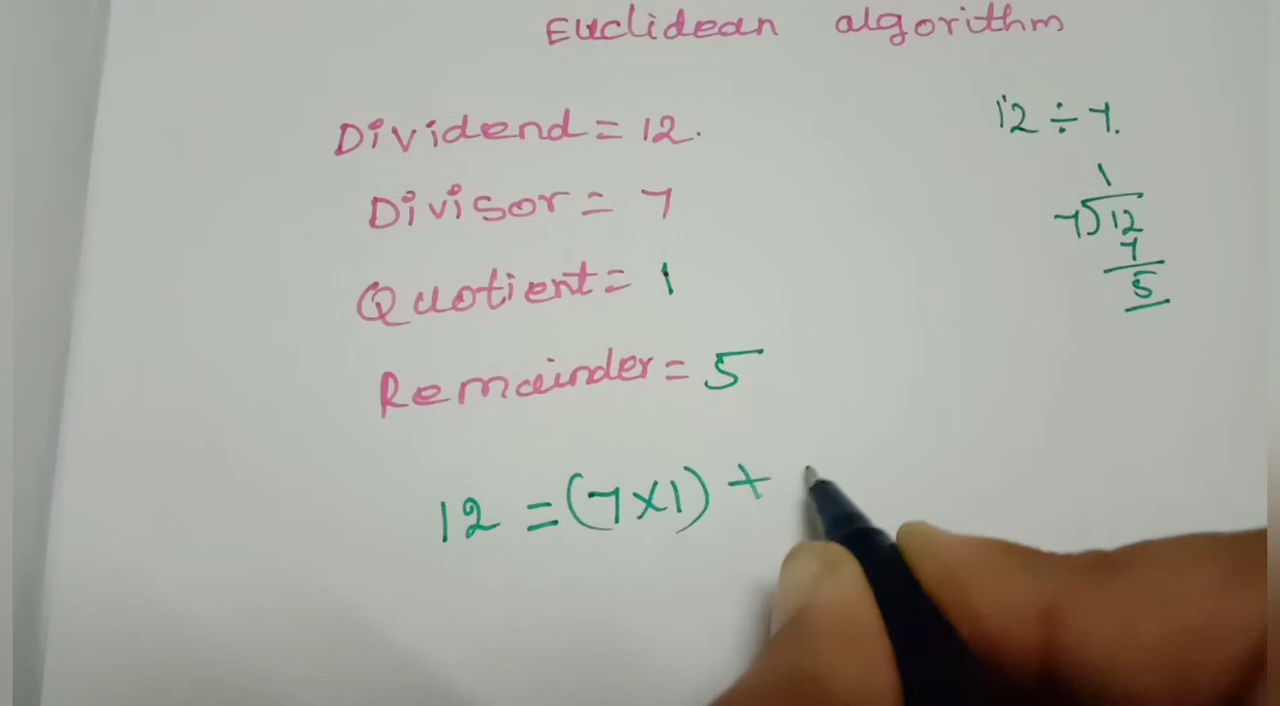 Euclidean algorithm
Dividend = 12.
Divisor = 7
Quotient = 1
Remainder = 5
12 = (7×1) +
12 ÷ 7.
1
7)12
7
5